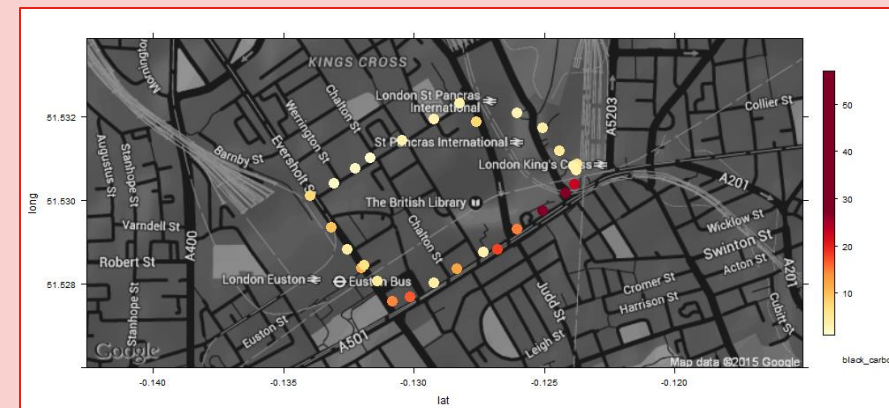 KINGS CROSS
Mornington
London St Pancras
International
Collier St
A5203
Chalton St
Werrington St
St Pancras International
Eversholt St
Barnby St
London King's Cross
Augustus St
Stanhope St
A201
The British Library
Wicklow St
Varndell St
A400
Chalton St
Swinton St
Acton St
Robert St
A201
London Euston
Euston Bus
Cromer St
Judd St
Harrison St
Cubitt St
Stanhope St
Euston St
A501
Leigh St
Google
Map data ©2015 Google
51.532
51.530
51.528
long
-0.140
-0.135
-0.130
-0.125
-0.120
lat
50
40
30
20
10
black_carbo